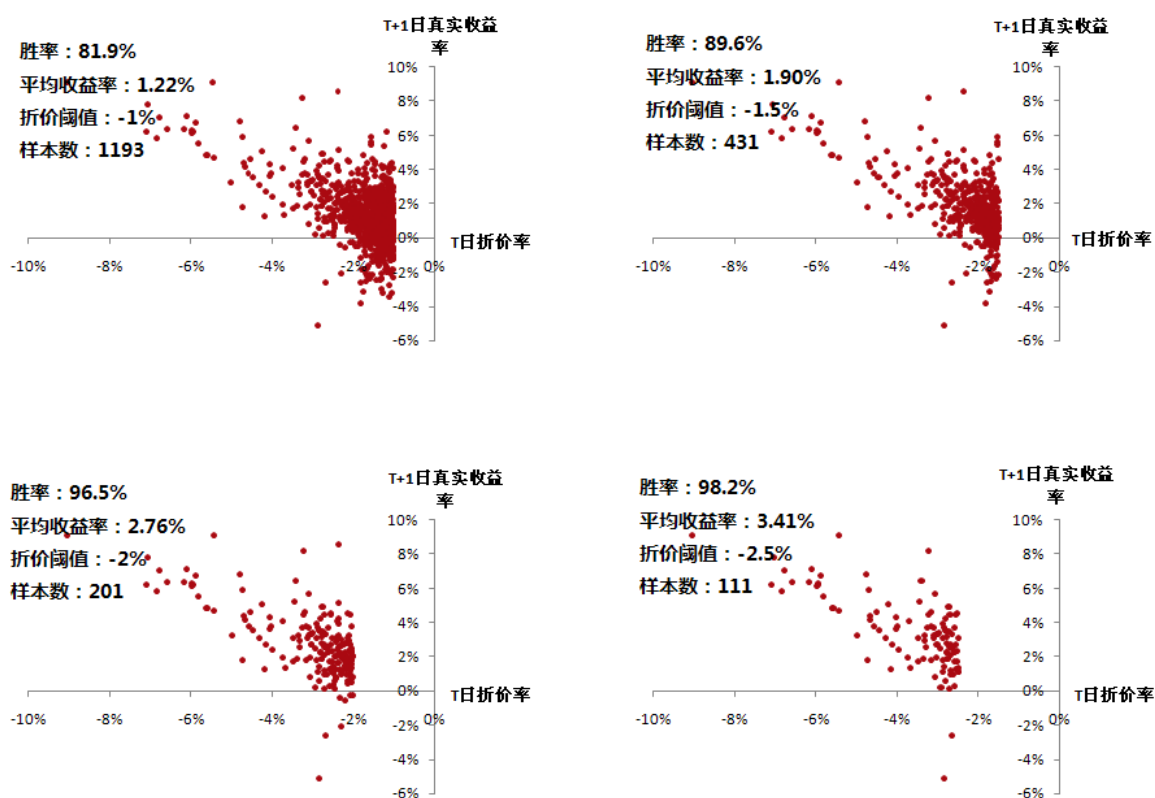 T+1日真实收益
率
胜率：81.9%
平均收益率：1.22%
折价阈值：-1%
样本数：1193
10%
8%
6%
4%
2%
0%
-2%
-4%
-6%
T日折价率
-10%
-8%
-6%
-4%
-2%
0%
T+1日真实收益
率
胜率：89.6%
平均收益率：1.90%
折价阈值：-1.5%
样本数：431
10%
8%
6%
4%
2%
0%
-2%
-4%
-6%
T日折价率
-10%
-8%
-6%
-4%
-2%
0%
T+1日真实收益
率
胜率：96.5%
平均收益率：2.76%
折价阈值：-2%
样本数：201
10%
8%
6%
4%
2%
0%
-2%
-4%
-6%
T日折价率
-10%
-8%
-6%
-4%
-2%
0%
T+1日真实收益
率
胜率：98.2%
平均收益率：3.41%
折价阈值：-2.5%
样本数：111
10%
8%
6%
4%
2%
0%
-2%
-4%
-6%
T日折价率
-10%
-8%
-6%
-4%
-2%
0%